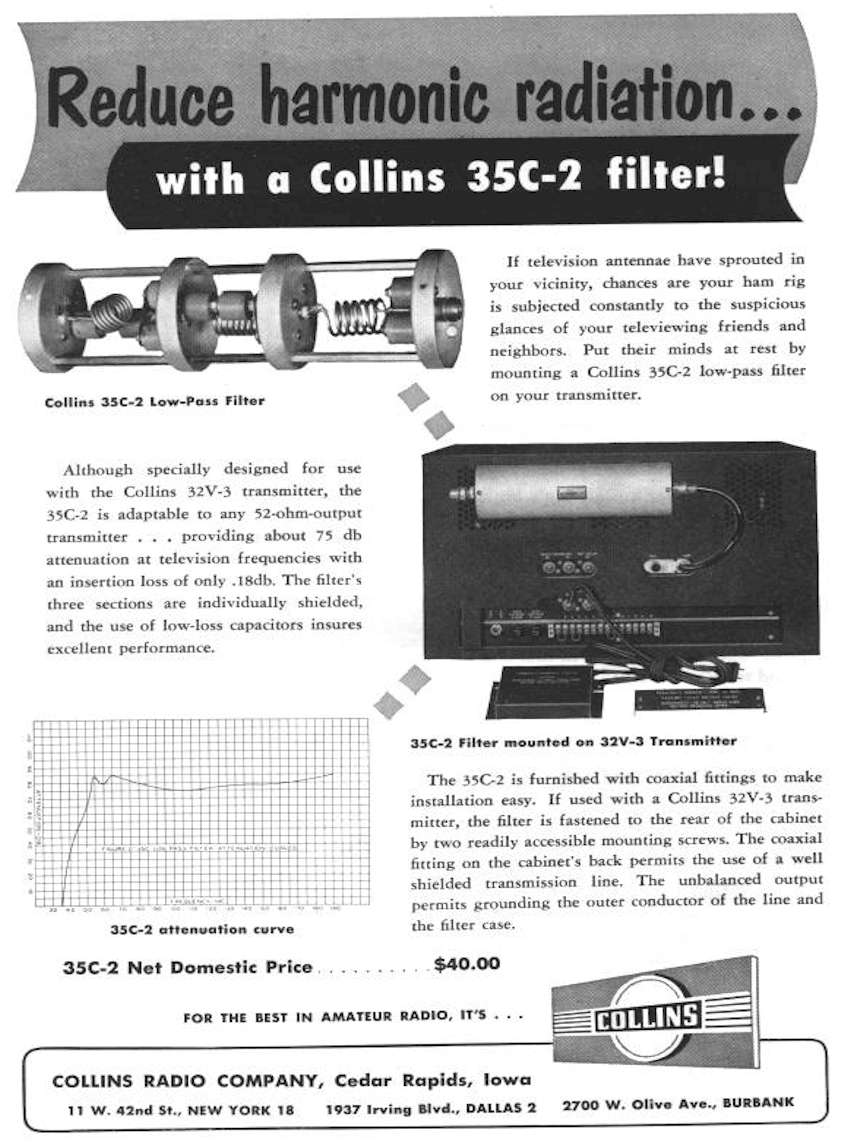 Reduce harmonic radiation...
with a Collins 35C-2 filter!
If television antennae have sprouted in
your vicinity, chances are your ham rig
is subjected constantly to the suspicious
glances of your televiewing friends and
neighbors. Put their minds at rest by
mounting a Collins 35C-2 low-pass filter
on your transmitter.
Collins 35C-2 Low-Pass Filter
Although specially designed for use
with the Collins 32V-3 transmitter, the
35C-2 is adaptable to any 52-ohm-output
transmitter . . . providing about 75 db
attenuation at television frequencies with
an insertion loss of only .18db. The filter's
three sections are individually shielded,
and the use of low-loss capacitors insures
excellent performance.
35C-2 Filter mounted on 32V-3 Transmitter
FREQUENCY MC
35C-2 attenuation curve
The 35C-2 is furnished with coaxial fittings to make
installation easy. If used with a Collins 32V-3 trans-
mitter, the filter is fastened to the rear of the cabinet
by two readily accessible mounting screws. The coaxial
fitting on the cabinet's back permits the use of a well
shielded transmission line. The unbalanced output
permits grounding the outer conductor of the line and
the filter case.
35C-2 Net Domestic Price . . . . . . . . . . $40.00
FOR THE BEST IN AMATEUR RADIO, IT'S . . .
COLLINS
COLLINS RADIO COMPANY, Cedar Rapids, Iowa
11 W. 42nd St., NEW YORK 18 1937 Irving Blvd., DALLAS 2 2700 W. Olive Ave., BURBANK